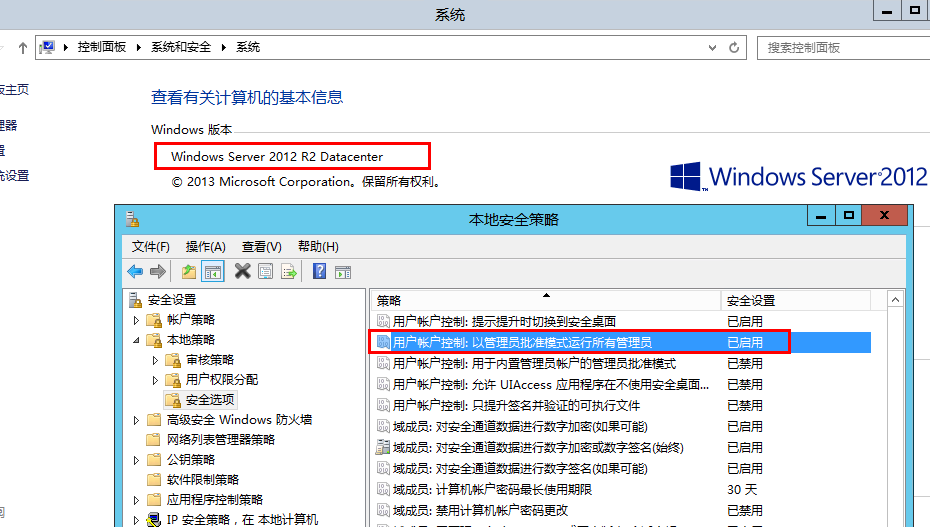 系统
控制面板 系统和安全 系统 搜索控制面板
板主页
查看有关计算机的基本信息
Windows 版本
理器
置
Windows Server 2012 R2 Datacenter
统设置
© 2013 Microsoft Corporation。保留所有权利。
Windows Server 2012
本地安全策略
文件(F) 操作(A) 查看(V) 帮助(H)
安全设置
帐户策略
本地策略
审核策略
用户权限分配
安全选项
高级安全 Windows 防火墙
网络列表管理器策略
公钥策略
软件限制策略
应用程序控制策略
IP 安全策略，在 本地计算机
策略 安全设置
用户帐户控制: 提示提升时切换到安全桌面 已启用
用户帐户控制: 以管理员批准模式运行所有管理员 已启用
用户帐户控制: 用于内置管理员帐户的管理员批准模式 已禁用
用户帐户控制: 允许 UIAccess 应用程序在不使用安全桌面... 已禁用
用户帐户控制: 只提升签名并验证的可执行文件 已禁用
域成员: 对安全通道数据进行数字加密(如果可能) 已启用
域成员: 对安全通道数据进行数字加密或数字签名(始终) 已启用
域成员: 对安全通道数据进行数字签名(如果可能) 已启用
域成员: 计算机帐户密码最长使用期限 30 天
域成员: 禁用计算机帐户密码更改 已禁用